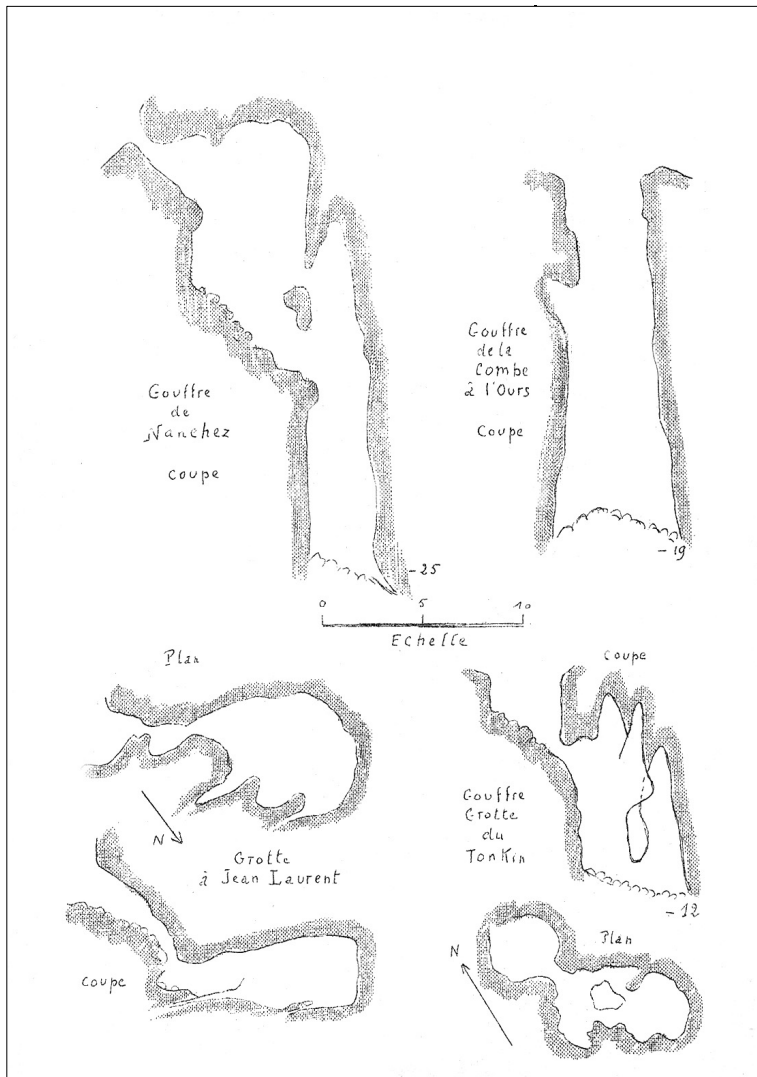 Gouffre
de
Nanchez
coupe
-25
Gouffre
de la
Combe
à l'Ours
Coupe
-19
0 5 10
Echelle
Plan
N
Grotte
à Jean Laurent
Coupe
Coupe
Gouffre
Grotte
du
Tonkin
-12
Plan
N